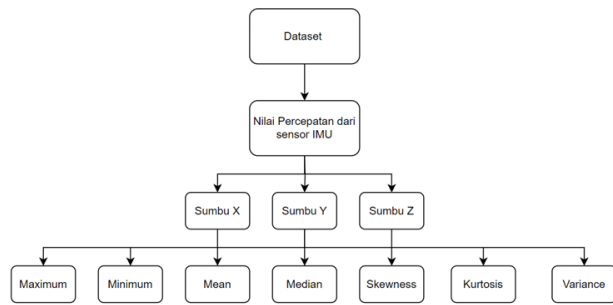 Dataset
Nilai Percepatan dari
sensor IMU
Sumbu X
Sumbu Y
Sumbu Z
Maximum
Minimum
Mean
Median
Skewness
Kurtosis
Variance